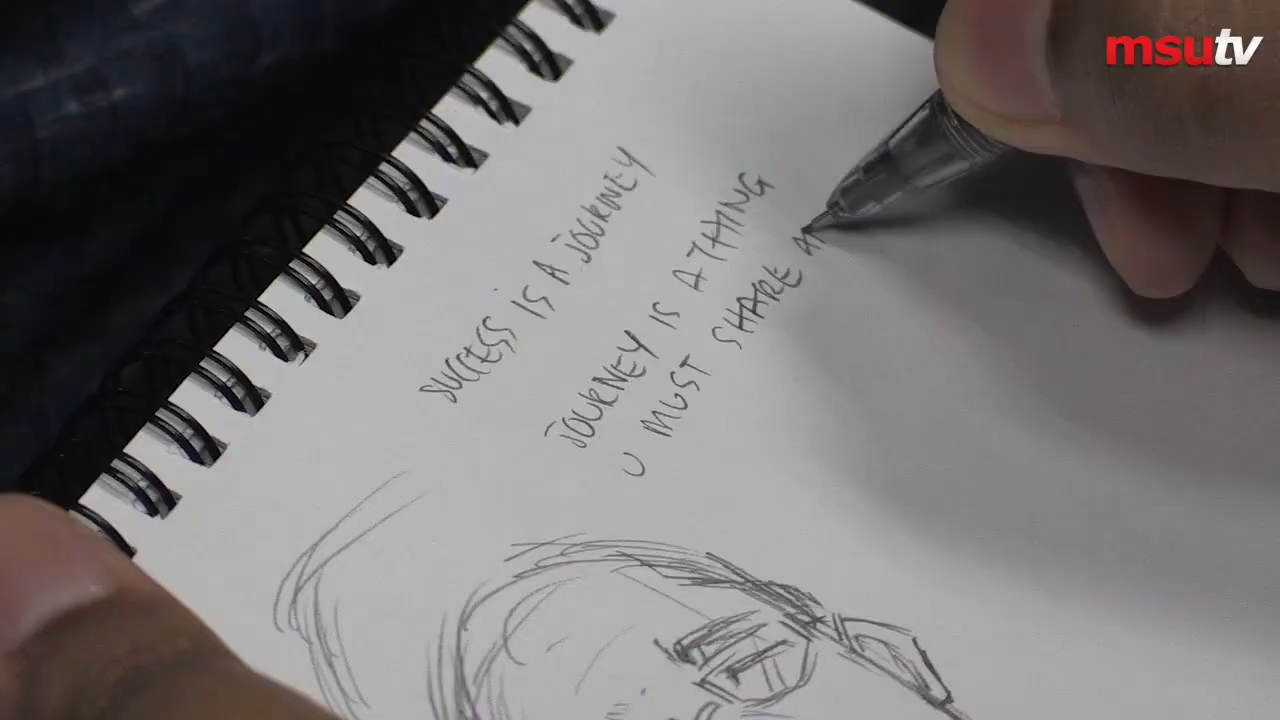 msutv
SUCCESS IS A JOURNEY
JOURNEY IS A THING
U MUST SHARE